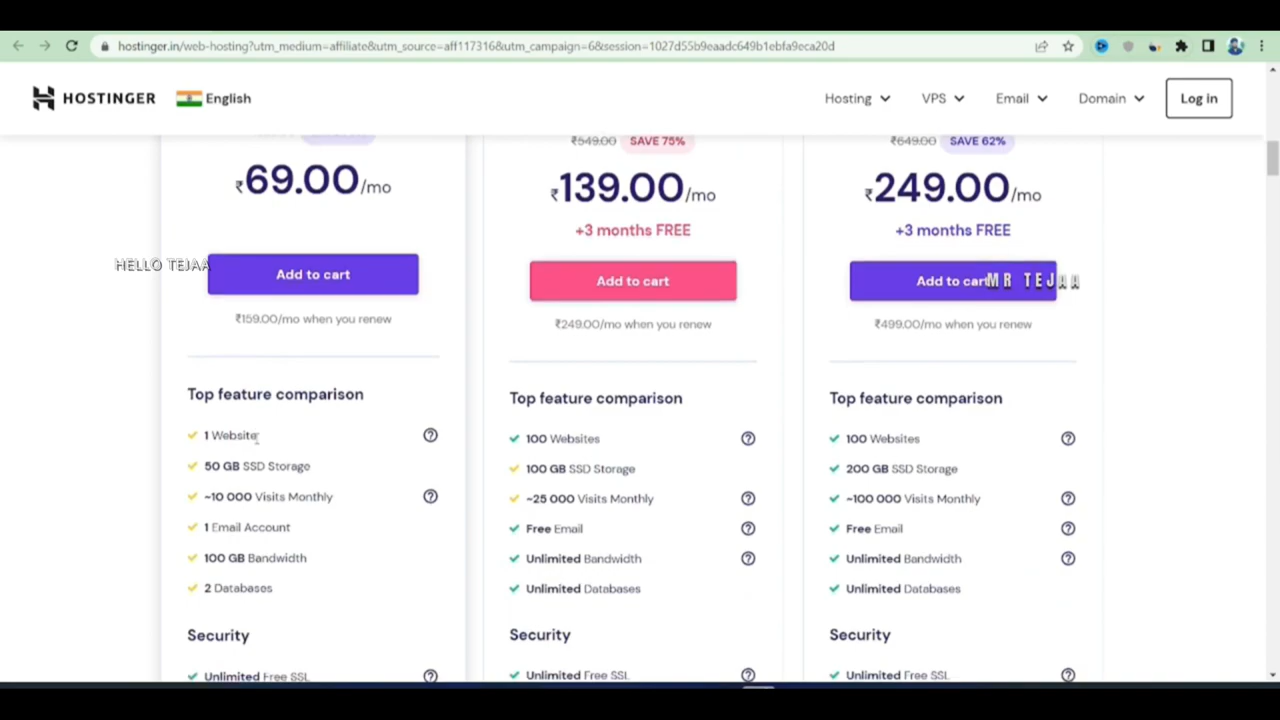 hostinger.in/web-hosting?utm_medium=affiliate&utm_source=aff117316&utm_campaign=6&session=1027d55b9eaadc649b1ebfa9eca20d
HOSTINGER English Hosting VPS Email Domain Log in
₹549.00 SAVE 75% ₹649.00 SAVE 62%
₹69.00/mo ₹139.00/mo ₹249.00/mo
+3 months FREE +3 months FREE
HELLO TEJAA Add to cart Add to cart Add to cart MR TEJAA
₹159.00/mo when you renew ₹249.00/mo when you renew ₹499.00/mo when you renew
Top feature comparison Top feature comparison Top feature comparison
1 Website 100 Websites 100 Websites
50 GB SSD Storage 100 GB SSD Storage 200 GB SSD Storage
~10 000 Visits Monthly ~25 000 Visits Monthly ~100 000 Visits Monthly
1 Email Account Free Email Free Email
100 GB Bandwidth Unlimited Bandwidth Unlimited Bandwidth
2 Databases Unlimited Databases Unlimited Databases
Security Security Security
Unlimited Free SSL Unlimited Free SSL Unlimited Free SSL